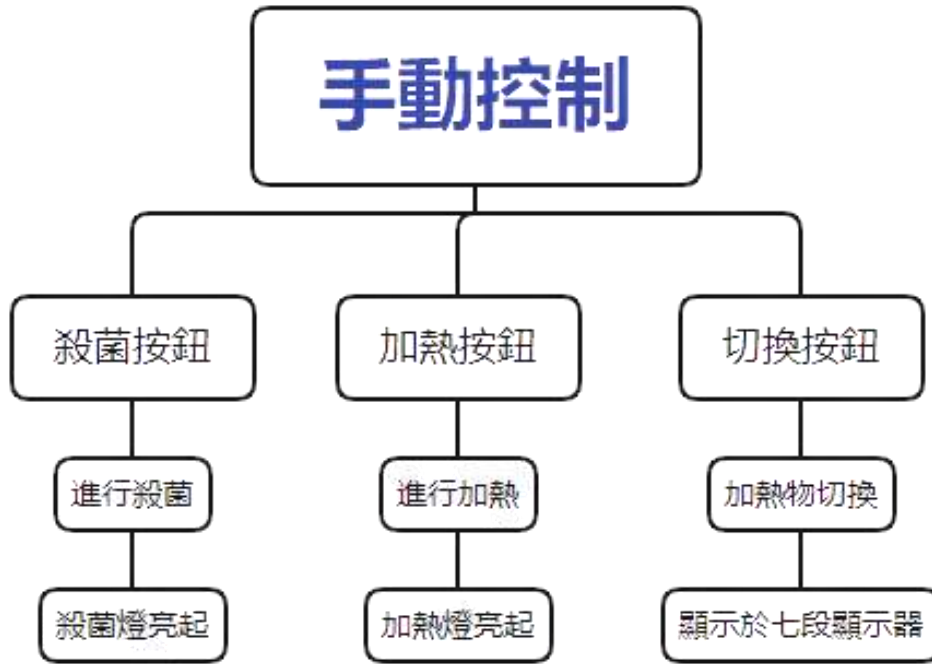 手動控制
殺菌按鈕
加熱按鈕
切換按鈕
進行殺菌
進行加熱
加熱物切換
殺菌燈亮起
加熱燈亮起
顯示於七段顯示器